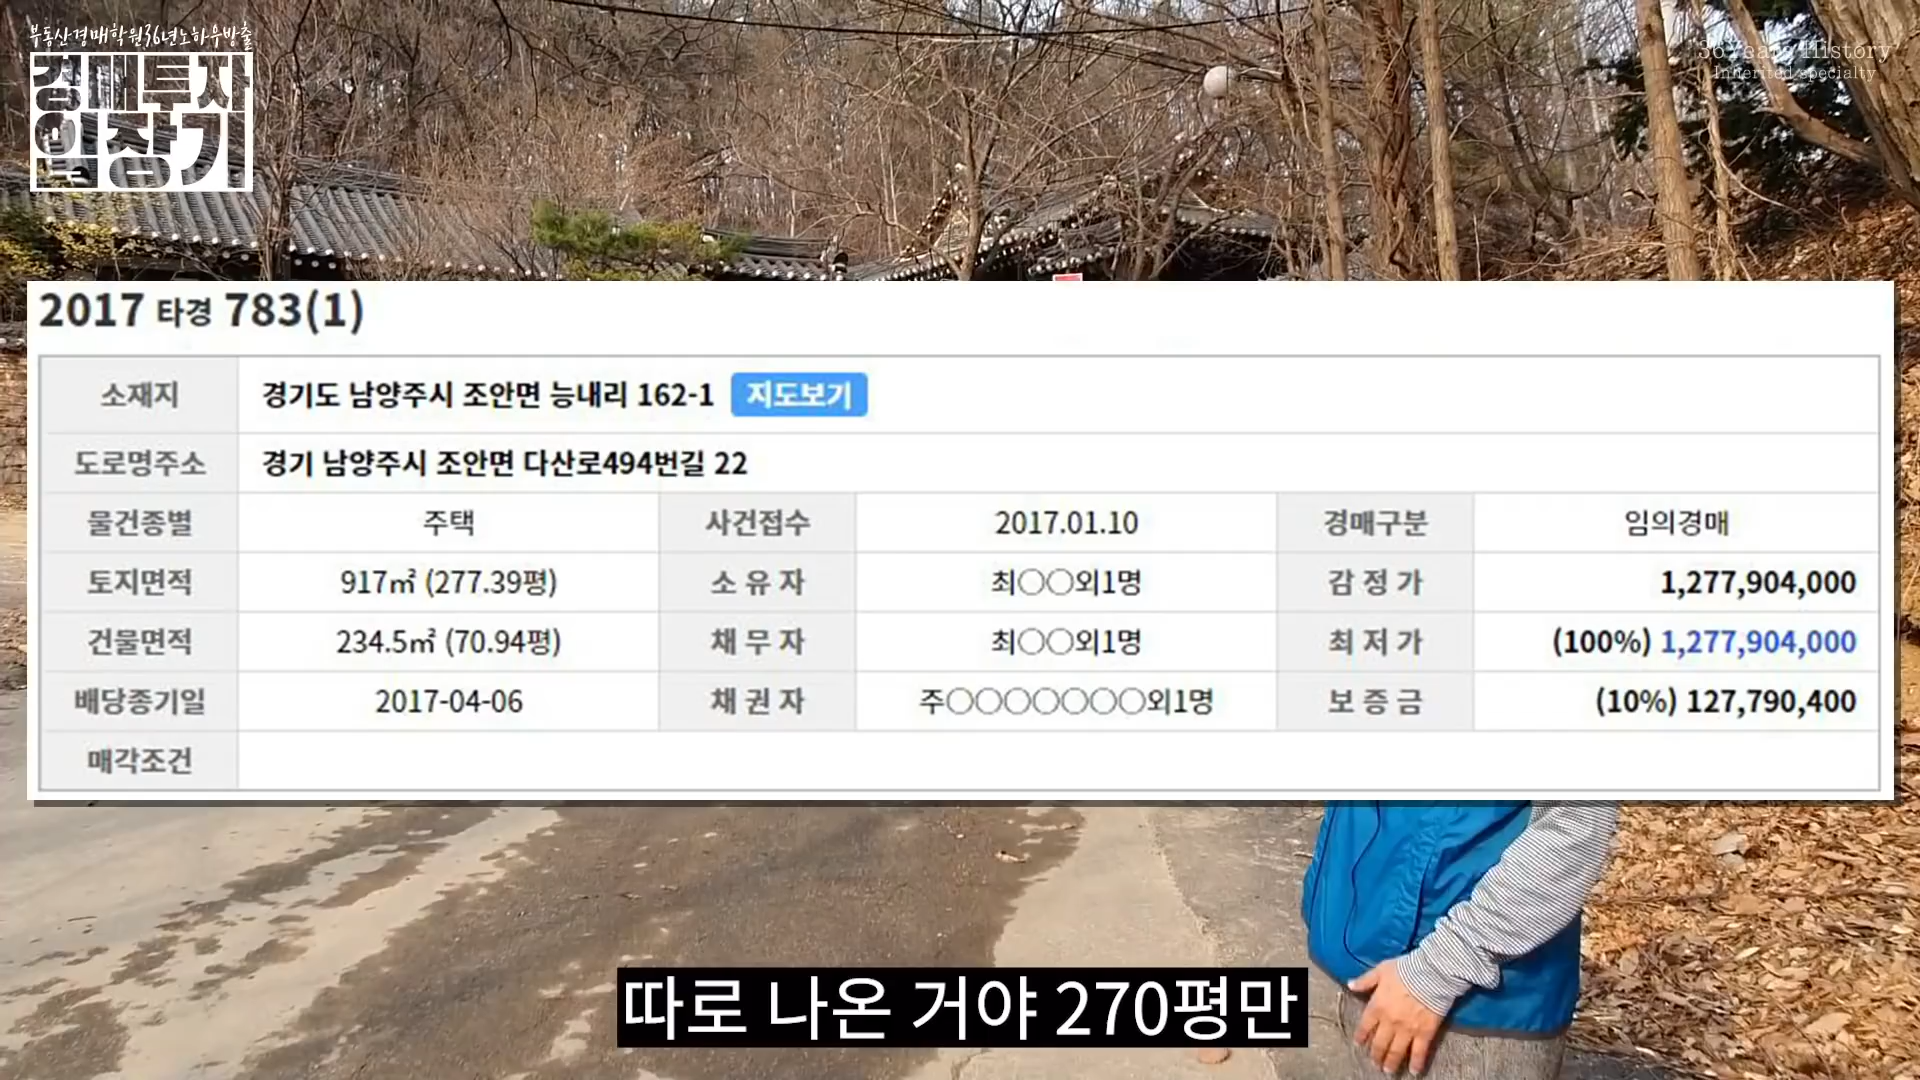 부동산경매학원36년노하우방출
경매투자
임장기
36Years History
Inherited specialty
2017 타경 783(1)
소재지 경기도 남양주시 조안면 능내리 162-1 지도보기
도로명주소 경기 남양주시 조안면 다산로494번길 22
물건종별 주택 사건접수 2017.01.10 경매구분 임의경매
토지면적 917㎡ (277.39평) 소 유 자 최○○외1명 감 정 가 1,277,904,000
건물면적 234.5㎡ (70.94평) 채 무 자 최○○외1명 최 저 가 (100%) 1,277,904,000
배당종기일 2017-04-06 채 권 자 주○○○○○○○외1명 보 증 금 (10%) 127,790,400
매각조건
따로 나온 거야 270평만